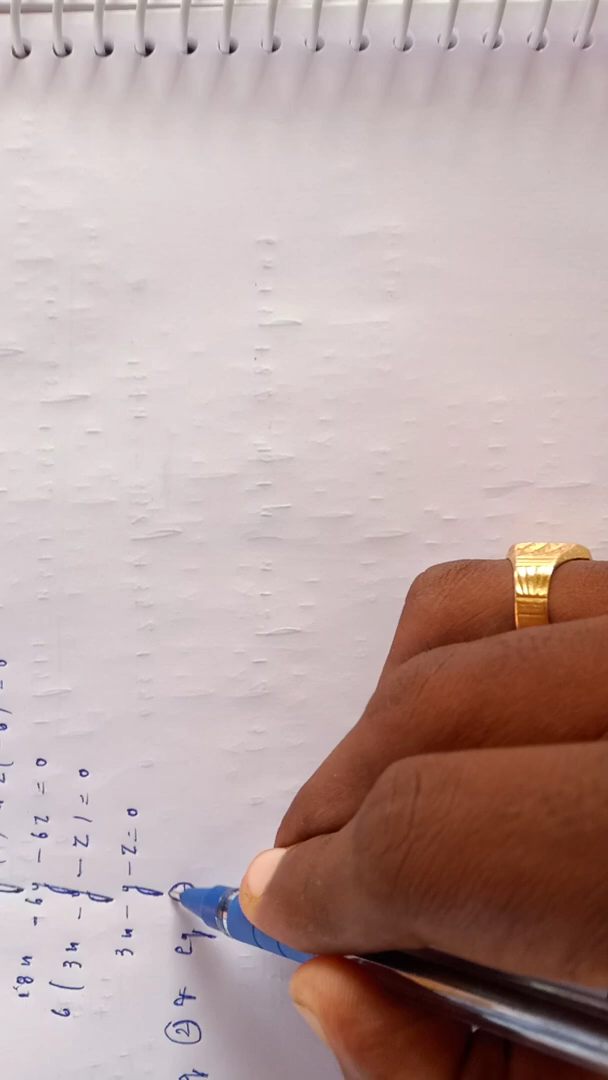 18x - 6y - 6z = 0
6(3x - y - z) = 0
3x - y - z = 0
② & eq